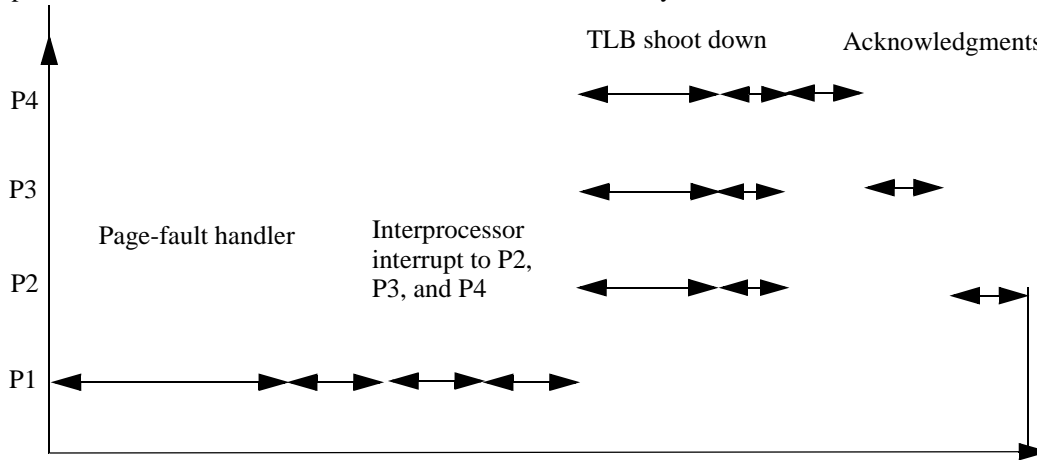 TLB shoot down
Acknowledgments
P4
P3
Page-fault handler
Interprocessor
interrupt to P2,
P3, and P4
P2
P1